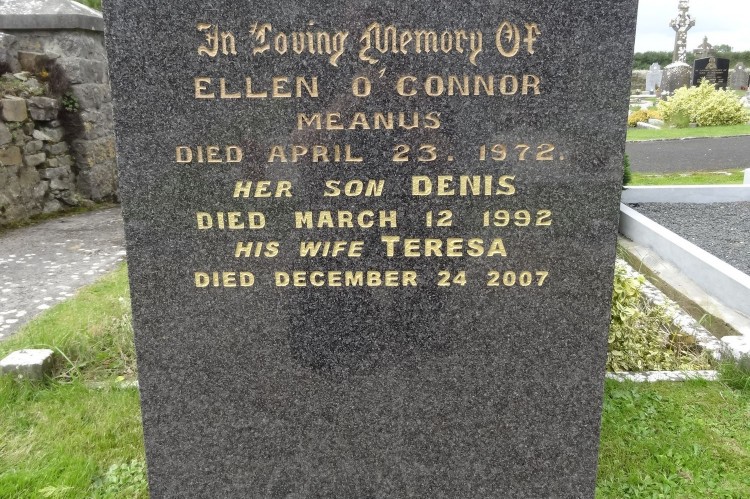 In Loving Memory Of
ELLEN O'CONNOR
MEANUS
DIED APRIL 23. 1972.
HER SON DENIS
DIED MARCH 12 1992
HIS WIFE TERESA
DIED DECEMBER 24 2007